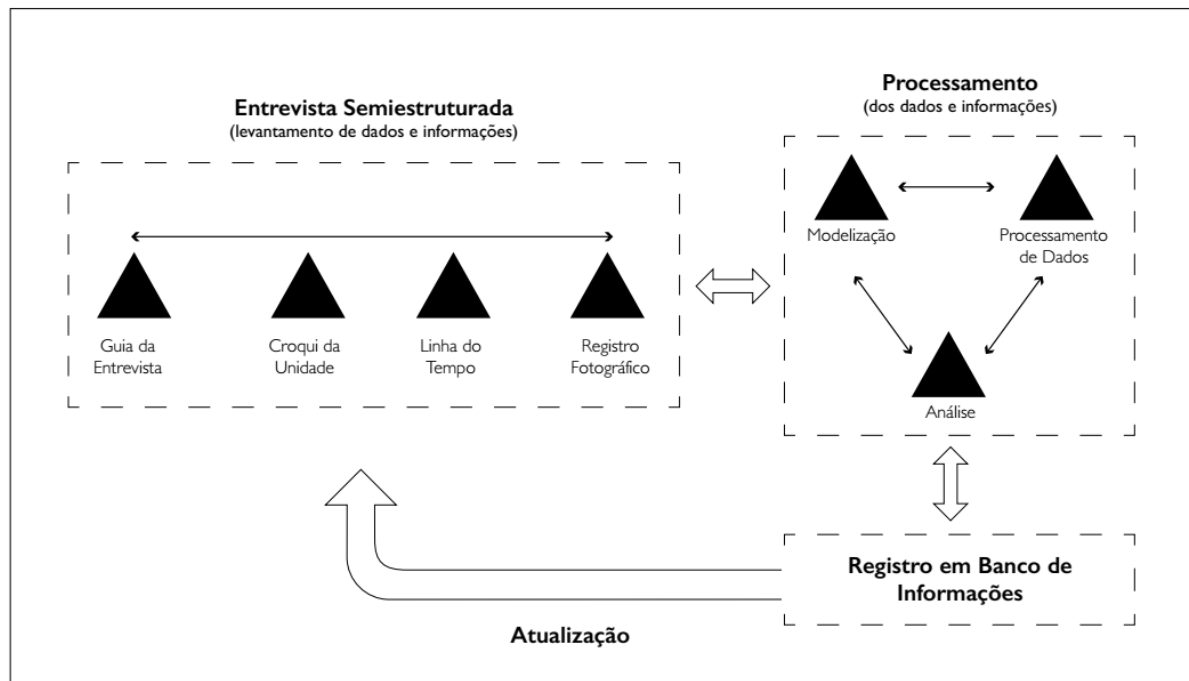 Entrevista Semiestruturada
(levantamento de dados e informações)
Guia da
Entrevista
Croqui da
Unidade
Linha do
Tempo
Registro
Fotográfico
Processamento
(dos dados e informações)
Modelização
Processamento
de Dados
Análise
Registro em Banco de
Informações
Atualização